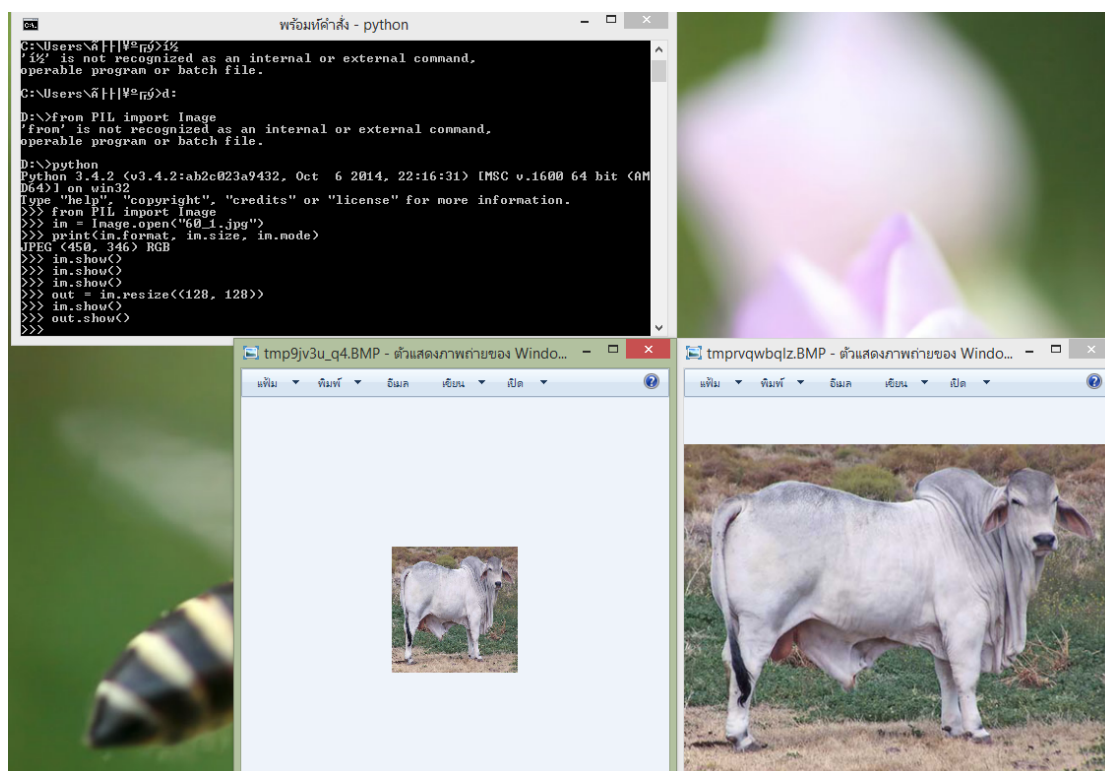 พร้อมท์คำสั่ง - python
'í½' is not recognized as an internal or external command,
operable program or batch file.
D:\>from PIL import Image
'from' is not recognized as an internal or external command,
operable program or batch file.
D:\>python
Python 3.4.2 (v3.4.2:ab2c023a9432, Oct  6 2014, 22:16:31) [MSC v.1600 64 bit (AM
D64)] on win32
Type "help", "copyright", "credits" or "license" for more information.
>>> from PIL import Image
>>> im = Image.open("60_1.jpg")
>>> print(im.format, im.size, im.mode)
JPEG (450, 346) RGB
>>> im.show()
>>> im.show()
>>> im.show()
>>> out = im.resize((128, 128))
>>> im.show()
>>> out.show()
>>>
tmp9jv3u_q4.BMP - ตัวแสดงภาพถ่ายของ Windo...
แฟ้ม พิมพ์ อีเมล เขียน เปิด
tmprvqwbqlz.BMP - ตัวแสดงภาพถ่ายของ Windo...
แฟ้ม พิมพ์ อีเมล เขียน เปิด